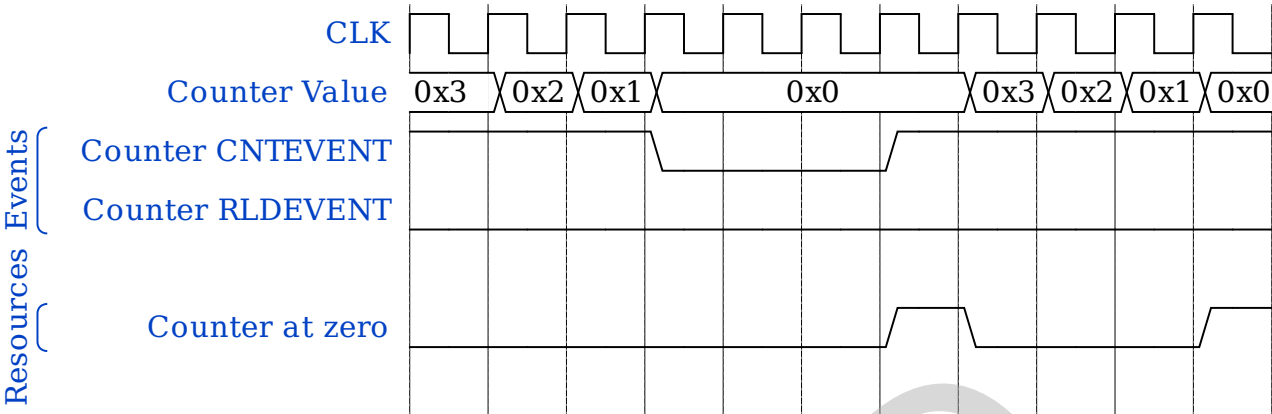 CLK
Counter Value 0x3 0x2 0x1 0x0 0x3 0x2 0x1 0x0
Events
Counter CNTEVENT
Counter RLDEVENT
Resources
Counter at zero